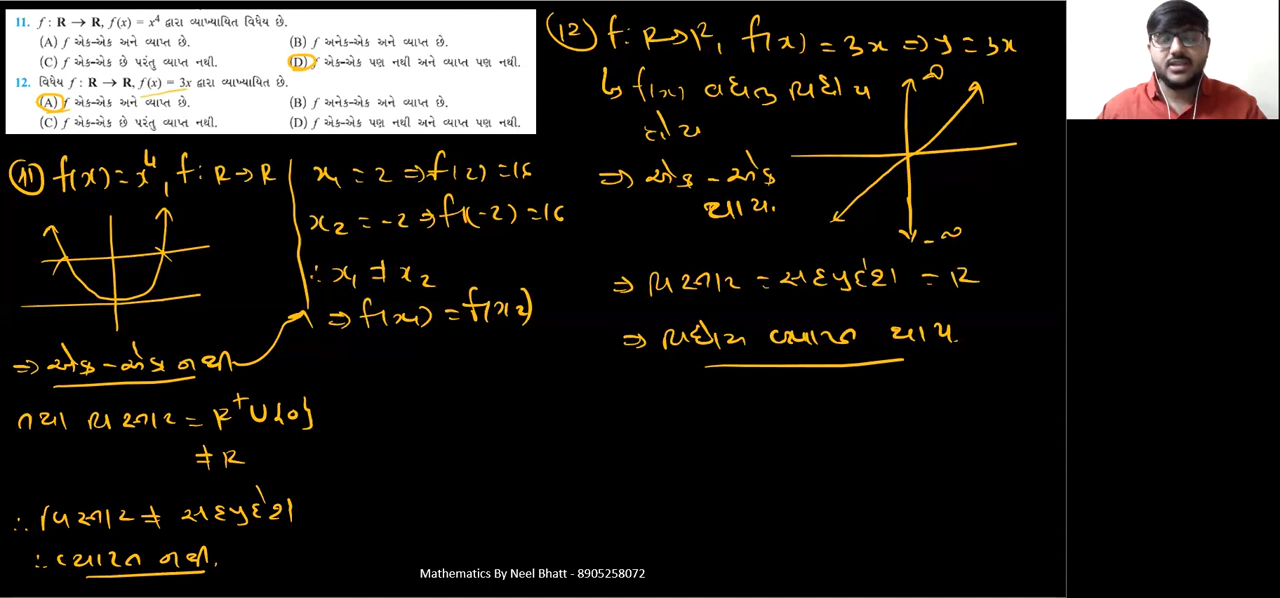 11. f : R → R, f(x) = x⁴ દ્વારા વ્યાખ્યાયિત વિધેય છે.
(A) f એક-એક અને વ્યાપ્ત છે. (B) f અનેક-એક અને વ્યાપ્ત છે.
(C) f એક-એક છે પરંતુ વ્યાપ્ત નથી. (D) f એક-એક પણ નથી અને વ્યાપ્ત પણ નથી.
12. વિધેય f : R → R, f(x) = 3x દ્વારા વ્યાખ્યાયિત છે.
(A) f એક-એક અને વ્યાપ્ત છે. (B) f અનેક-એક અને વ્યાપ્ત છે.
(C) f એક-એક છે પરંતુ વ્યાપ્ત નથી. (D) f એક-એક પણ નથી અને વ્યાપ્ત પણ નથી.
(11) f(x) = x⁴, f : R → R
⇒ એક-એક નથી
તથા વિસ્તાર = R⁺ ∪ {0}
≠ R
∴ વિસ્તાર ≠ સહપ્રદેશ
∴ વ્યાપ્ત નથી.
x₁ = 2 ⇒ f(2) = 16
x₂ = -2 ⇒ f(-2) = 16
∴ x₁ ≠ x₂
⇒ f(x₁) = f(x₂)
(12) f : R → R, f(x) = 3x ⇒ y = 3x
↳ f(x) વધતુ વિધેય
હોય
⇒ એક-એક
થાય.
∞
-∞
⇒ વિસ્તાર = સહપ્રદેશ = R
⇒ વિધેય વ્યાપ્ત થાય.
Mathematics By Neel Bhatt - 8905258072